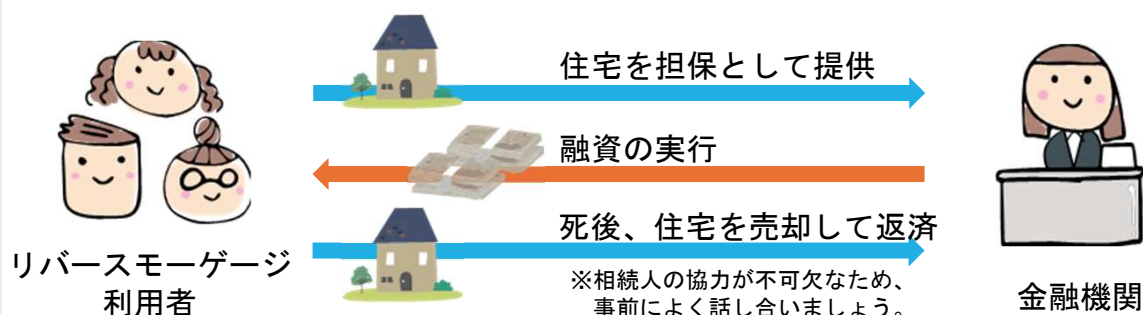 住宅を担保として提供
融資の実行
死後、住宅を売却して返済
※相続人の協力が不可欠なため、
事前によく話し合いましょう。
リバースモーゲージ
利用者
金融機関